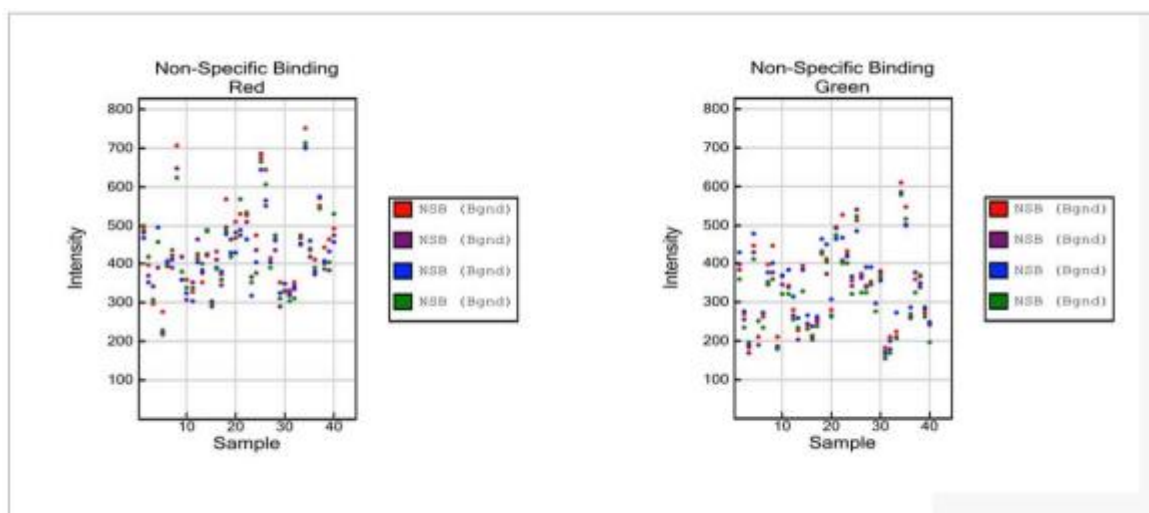 Non-Specific Binding
Red
800
700
600
500
400
300
200
100
Intensity
10
20
30
40
Sample
NSB (Bgnd)
NSB (Bgnd)
NSB (Bgnd)
NSB (Bgnd)
Non-Specific Binding
Green
800
700
600
500
400
300
200
100
Intensity
10
20
30
40
Sample
NSB (Bgnd)
NSB (Bgnd)
NSB (Bgnd)
NSB (Bgnd)